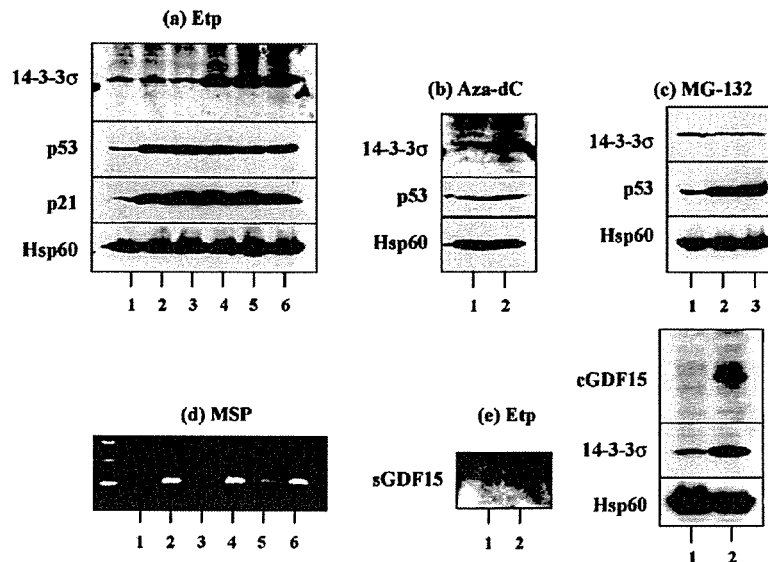 (a) Etp
14-3-3σ
p53
p21
Hsp60
1 2 3 4 5 6
(b) Aza-dC
14-3-3σ
p53
Hsp60
1 2
(c) MG-132
14-3-3σ
p53
Hsp60
1 2 3
(d) MSP
1 2 3 4 5 6
(e) Etp
sGDF15
1 2
cGDF15
14-3-3σ
Hsp60
1 2